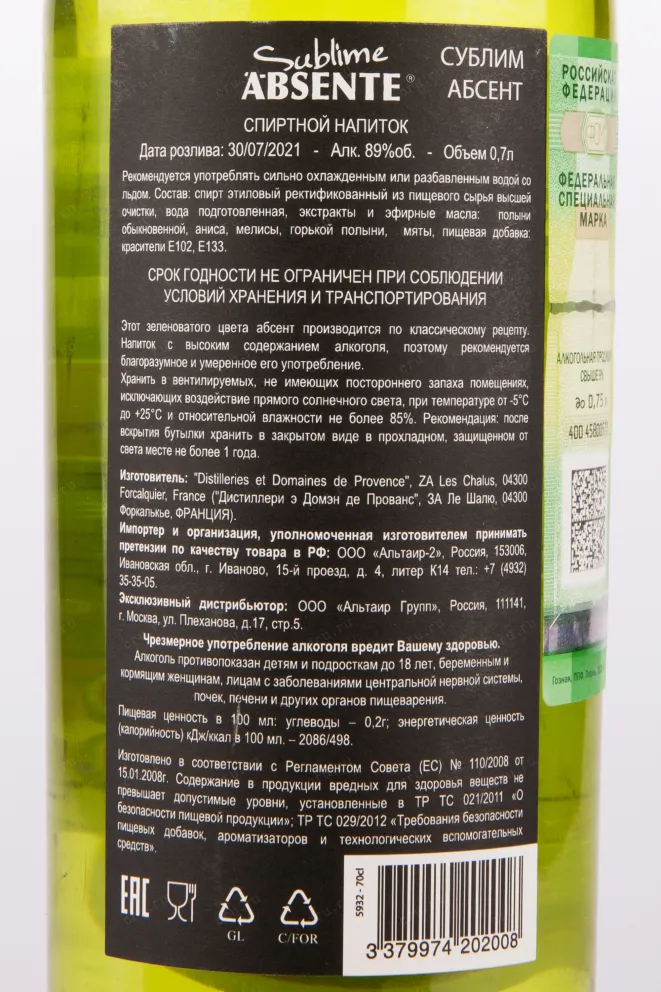 Sublime
ABSENTE®
СУБЛИМ
АБСЕНТ
СПИРТНОЙ НАПИТОК
Дата розлива: 30/07/2021 - Алк. 89%об. - Объем 0,7л
Рекомендуется употреблять сильно охлажденным или разбавленным водой со
льдом. Состав: спирт этиловый ректификованный из пищевого сырья высшей
очистки, вода подготовленная, экстракты и эфирные масла: полыни
обыкновенной, аниса, мелисы, горькой полыни, мяты, пищевая добавка:
красители Е102, Е133.
СРОК ГОДНОСТИ НЕ ОГРАНИЧЕН ПРИ СОБЛЮДЕНИИ
УСЛОВИЙ ХРАНЕНИЯ И ТРАНСПОРТИРОВАНИЯ
Этот зеленоватого цвета абсент производится по классическому рецепту.
Напиток с высоким содержанием алкоголя, поэтому рекомендуется
благоразумное и умеренное его употребление.
Хранить в вентилируемых, не имеющих постороннего запаха помещениях,
исключающих воздействие прямого солнечного света, при температуре от -5°С
до +25°С и относительной влажности не более 85%. Рекомендация: после
вскрытия бутылки хранить в закрытом виде в прохладном, защищенном от
света месте не более 1 года.
Изготовитель: "Distilleries et Domaines de Provence", ZA Les Chalus, 04300
Forcalquier, France ("Дистиллери э Домэн де Прованс", ЗА Ле Шалю, 04300
Форкалькье, ФРАНЦИЯ).
Импортер и организация, уполномоченная изготовителем принимать
претензии по качеству товара в РФ: ООО «Альтаир-2», Россия, 153006,
Ивановская обл., г. Иваново, 15-й проезд, д. 4, литер К14 тел.: +7 (4932)
35-35-05.
Эксклюзивный дистрибьютор: ООО «Альтаир Групп», Россия, 111141,
г. Москва, ул. Плеханова, д.17, стр.5.
Чрезмерное употребление алкоголя вредит Вашему здоровью.
Алкоголь противопоказан детям и подросткам до 18 лет, беременным и
кормящим женщинам, лицам с заболеваниями центральной нервной системы,
почек, печени и других органов пищеварения.
Пищевая ценность в 100 мл: углеводы – 0,2г; энергетическая ценность
(калорийность) кДж/ккал в 100 мл. – 2086/498.
Изготовлено в соответствии с Регламентом Совета (ЕС) № 110/2008 от
15.01.2008г. Содержание в продукции вредных для здоровья веществ не
превышает допустимые уровни, установленные в ТР ТС 021/2011 «О
безопасности пищевой продукции»; ТР ТС 029/2012 «Требования безопасности
пищевых добавок, ароматизаторов и технологических вспомогательных
средств».
EAC
GL
C/FOR
5932 - 70cl
3 379974 202008
РОССИЙСКАЯ
ФЕДЕРАЦИЯ
ФЕДЕРАЛЬНАЯ
СПЕЦИАЛЬНАЯ
МАРКА
АЛКОГОЛЬНАЯ
СВЫШЕ 9%
до 0,75
400